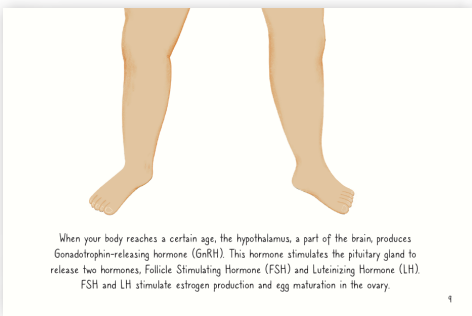 When your body reaches a certain age, the hypothalamus, a part of the brain, produces
Gonadotrophin-releasing hormone (GnRH). This hormone stimulates the pituitary gland to
release two hormones, Follicle Stimulating Hormone (FSH) and Luteinizing Hormone (LH).
FSH and LH stimulate estrogen production and egg maturation in the ovary.
9